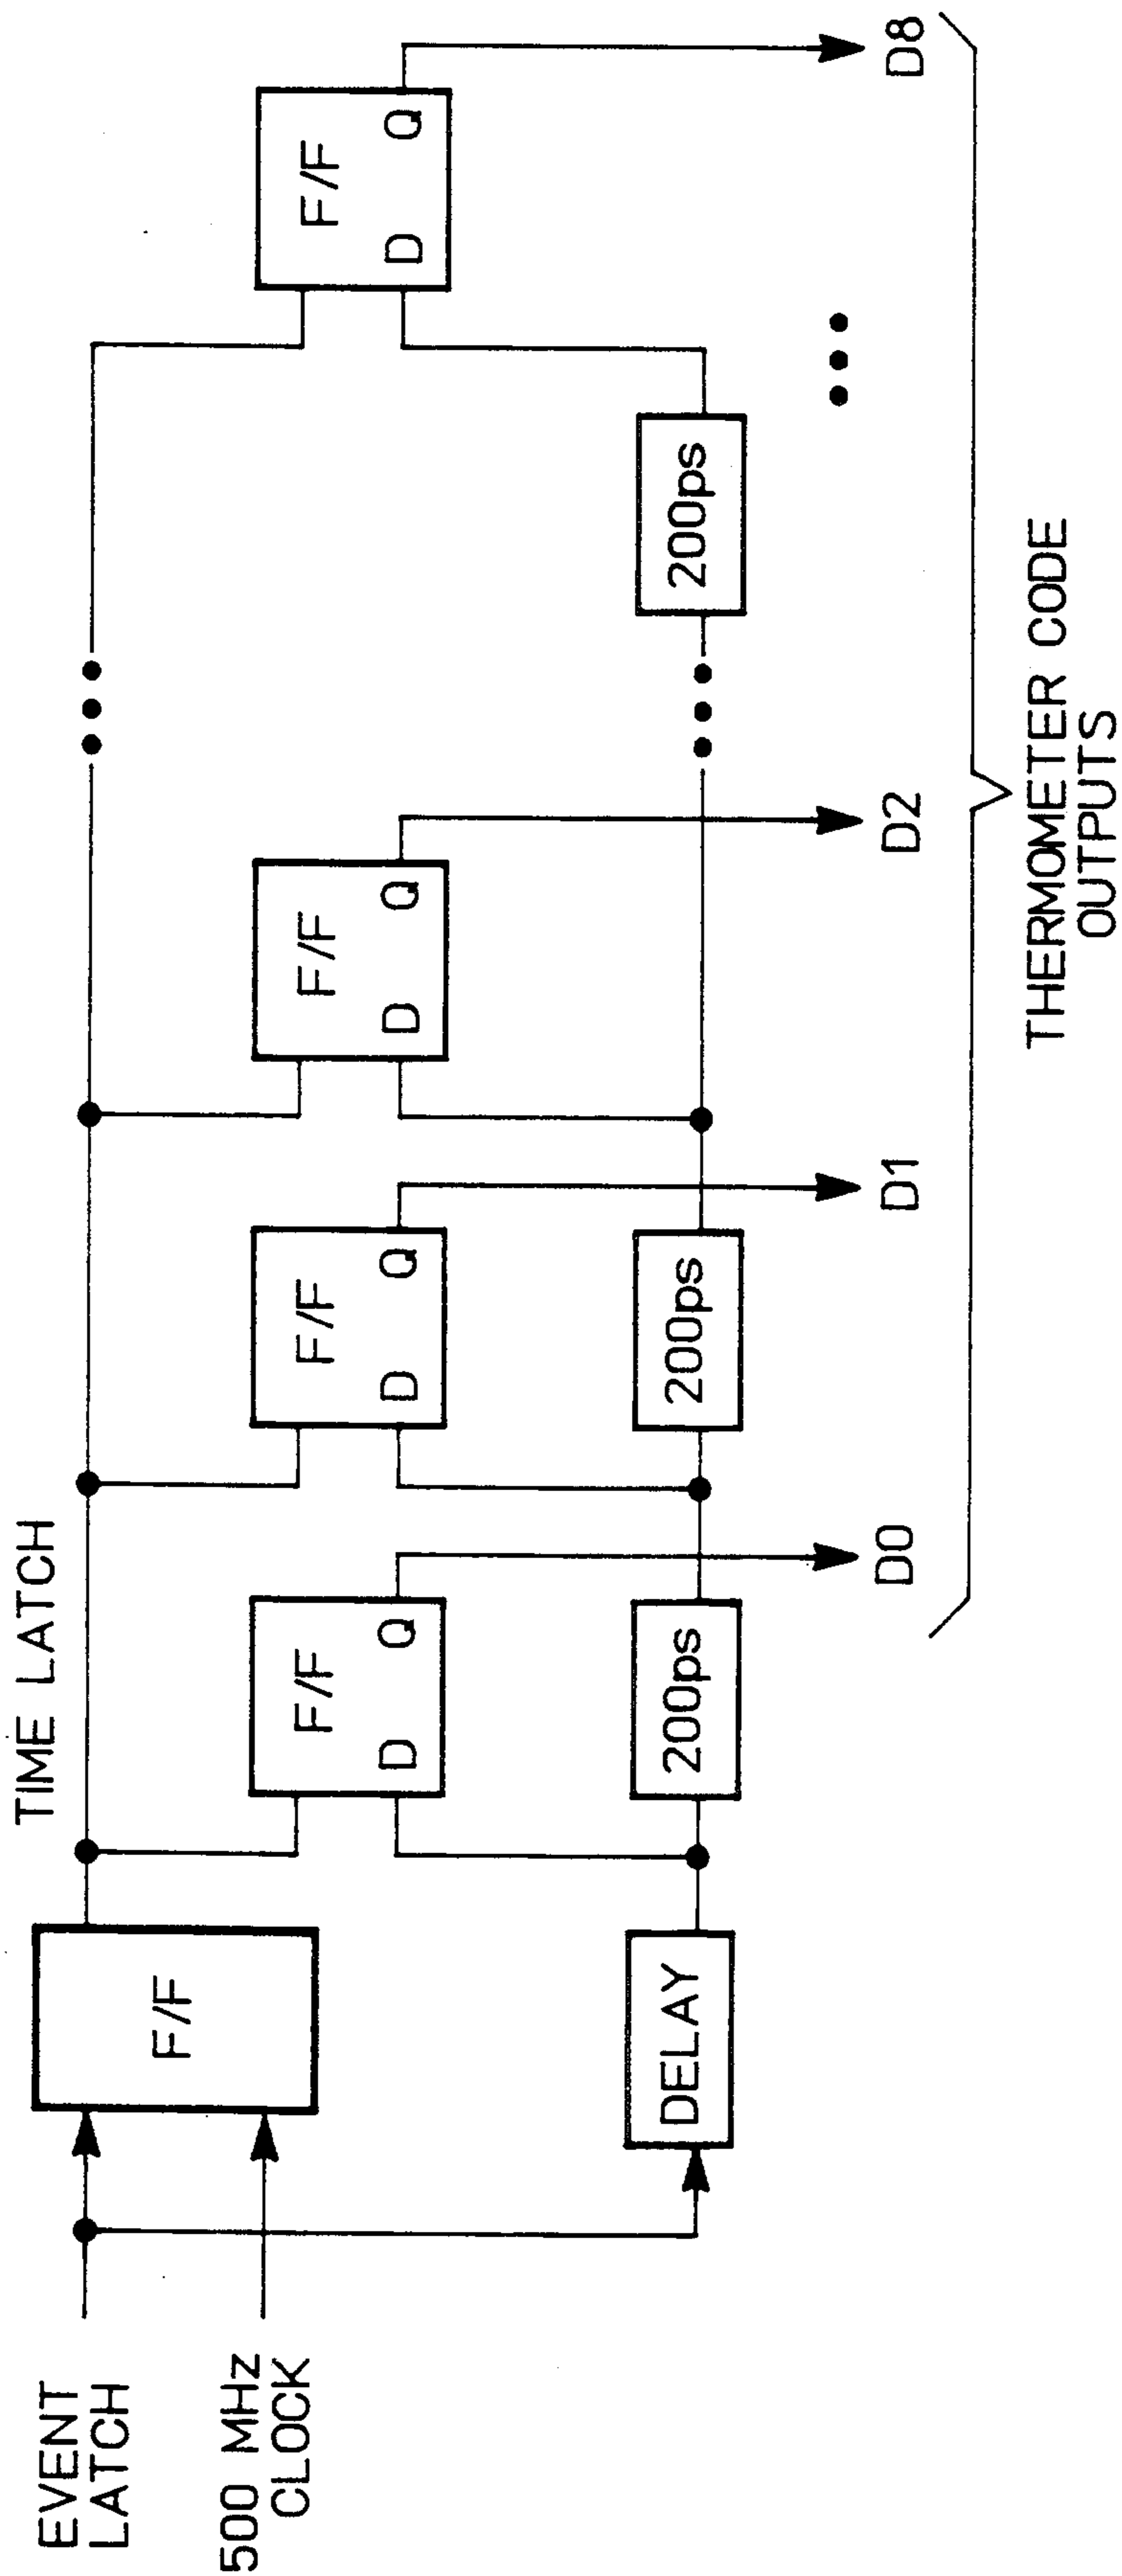 EVENT
LATCH
500 MHz
CLOCK
F/F
DELAY
TIME LATCH
F/F
D
Q
200ps
D0
F/F
D
Q
200ps
D1
F/F
D
Q
D2
200ps
F/F
D
Q
D8
THERMOMETER CODE
OUTPUTS